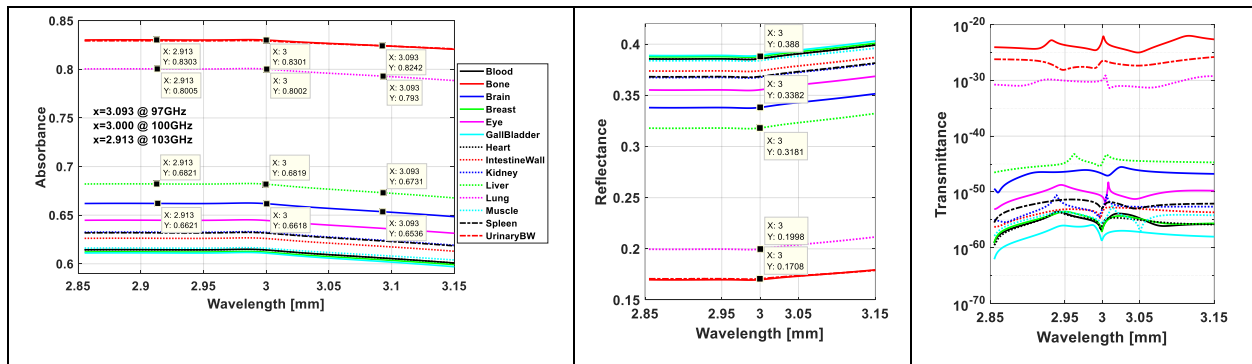 0.85
0.8
0.75
0.7
0.65
0.6
Absorbance
X: 2.913
Y: 0.8303
X: 3
Y: 0.8301
X: 3.093
Y: 0.8242
X: 2.913
Y: 0.8005
X: 3
Y: 0.8002
X: 3.093
Y: 0.793
x=3.093 @ 97GHz
x=3.000 @ 100GHz
x=2.913 @ 103GHz
X: 2.913
Y: 0.6821
X: 3
Y: 0.6819
X: 3.093
Y: 0.6731
X: 2.913
Y: 0.6621
X: 3
Y: 0.6618
X: 3.093
Y: 0.6536
2.85 2.9 2.95 3 3.05 3.1 3.15
Wavelength [mm]
Blood
Bone
Brain
Breast
Eye
GallBladder
Heart
IntestineWall
Kidney
Liver
Lung
Muscle
Spleen
UrinaryBW
0.4
0.35
0.3
0.25
0.2
0.15
Reflectance
X: 3
Y: 0.388
X: 3
Y: 0.3382
X: 3
Y: 0.3181
X: 3
Y: 0.1998
X: 3
Y: 0.1708
2.85 2.95 3 3.05 3.15
Wavelength [mm]
10-20
10-30
10-40
10-50
10-60
10-70
Transmittance
2.85 2.95 3 3.05 3.15
Wavelength [mm]